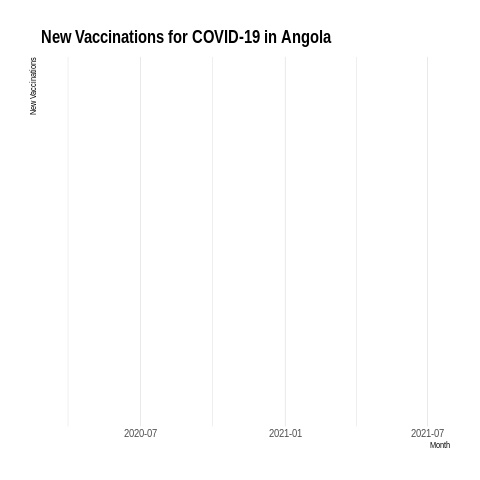 New Vaccinations for COVID-19 in Angola
New Vaccinations
2020-07
2021-01
2021-07
Month